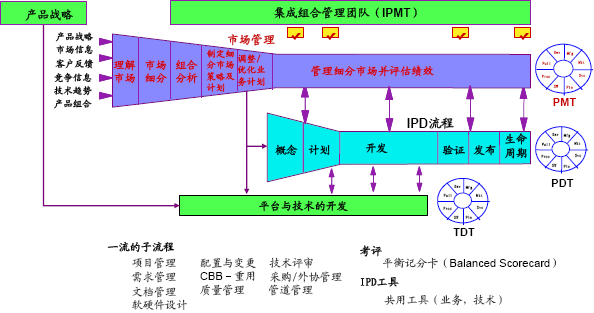 产品战略
集成组合管理团队（IPMT）
市场管理
产品战略
市场信息
客户反馈
竞争信息
技术趋势
产品组合
理解
市场
市场
细分
组合
分析
制定细
分市场
策略及
计划
调整/
优化业
务计划
管理细分市场并评估绩效
PMT
IPD流程
概念
计划
开发
验证
发布
生命
周期
PDT
平台与技术的开发
TDT
一流的子流程
项目管理
需求管理
文档管理
软硬件设计
配置与变更
CBB－重用
质量管理
技术评审
采购/外协管理
管道管理
考评
平衡记分卡（Balanced Scorecard）
IPD工具
共用工具（业务，技术）